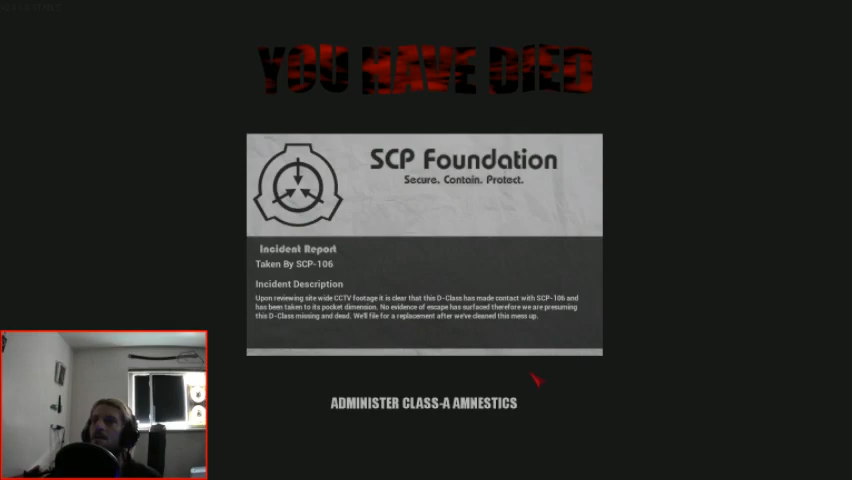 YOU HAVE DIED
SCP Foundation
Secure. Contain. Protect.
Incident Report
Taken By SCP-106
Incident Description
Upon reviewing site wide CCTV footage it is clear that this D-Class has made contact with SCP-106 and
has been taken to its pocket dimension. No evidence of escape has surfaced therefore we are presuming
this D-Class missing and dead. We'll file for a replacement after we've cleaned this mess up.
ADMINISTER CLASS-A AMNESTICS